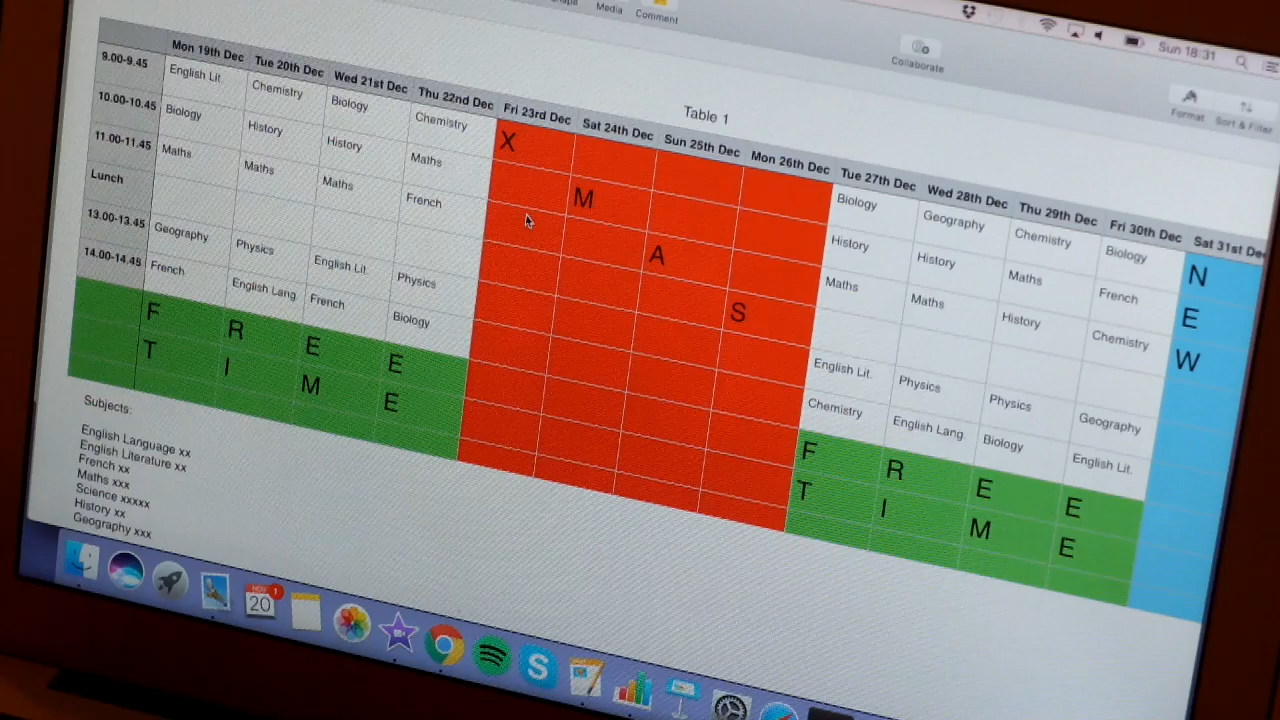 Media
Comment
Collaborate
Sun 18:31
Format
Sort & Filter
Table 1
Mon 19th Dec Tue 20th Dec Wed 21st Dec Thu 22nd Dec Fri 23rd Dec Sat 24th Dec Sun 25th Dec Mon 26th Dec Tue 27th Dec Wed 28th Dec Thu 29th Dec Fri 30th Dec Sat 31st
9.00-9.45 English Lit. Chemistry Biology Chemistry X Biology Geography Chemistry Biology N
10.00-10.45 Biology History History Maths M History History Maths French E
11.00-11.45 Maths Maths Maths French A Maths Maths History Chemistry W
Lunch S
13.00-13.45 Geography Physics English Lit Physics English Lit. Physics Physics Geography
14.00-14.45 French English Lang French Biology Chemistry English Lang. Biology English Lit.
F R E E F R E E
T I M E T I M E
Subjects:
English Language xx
English Literature xx
French xx
Maths xxx
Science xxxxx
History xx
Geography xxx
NOV
20
1